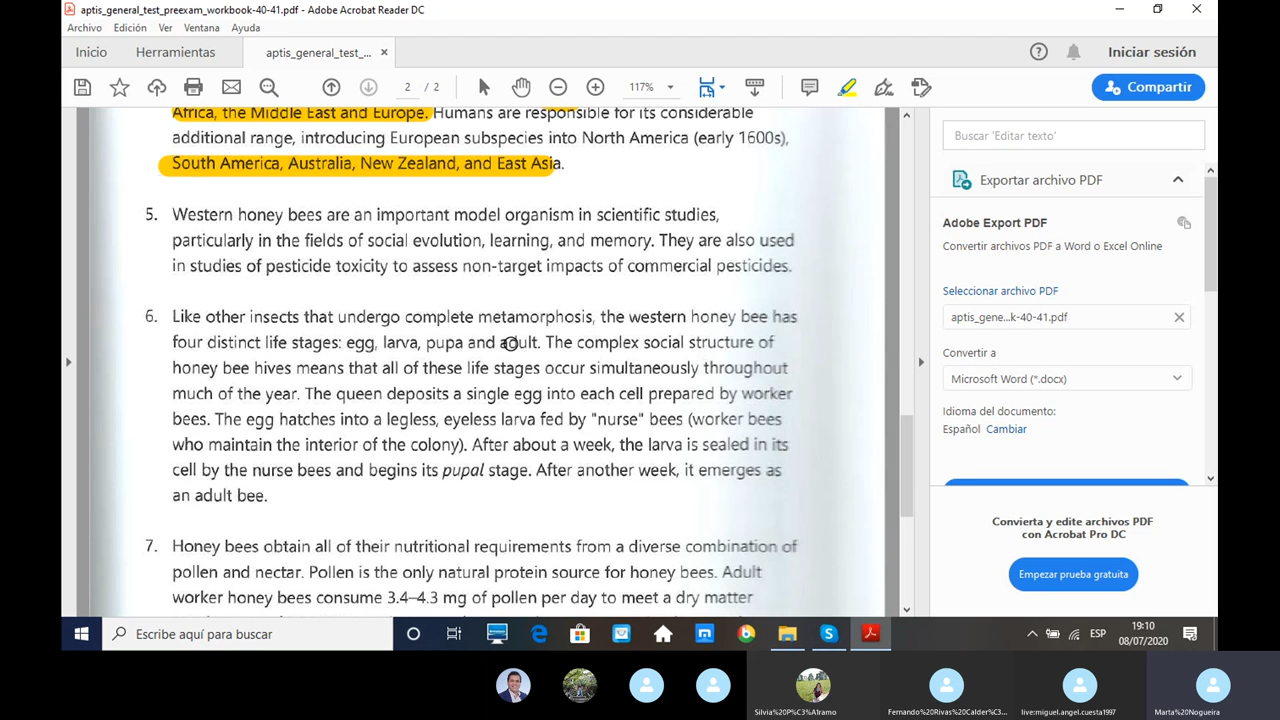 aptis_general_test_preexam_workbook-40-41.pdf - Adobe Acrobat Reader DC
Archivo Edición Ver Ventana Ayuda
Inicio Herramientas aptis_general_test_... × Iniciar sesión
2 / 2 117% Compartir
Africa, the Middle East and Europe. Humans are responsible for its considerable
additional range, introducing European subspecies into North America (early 1600s),
South America, Australia, New Zealand, and East Asia.
5. Western honey bees are an important model organism in scientific studies,
particularly in the fields of social evolution, learning, and memory. They are also used
in studies of pesticide toxicity to assess non-target impacts of commercial pesticides.
6. Like other insects that undergo complete metamorphosis, the western honey bee has
four distinct life stages: egg, larva, pupa and adult. The complex social structure of
honey bee hives means that all of these life stages occur simultaneously throughout
much of the year. The queen deposits a single egg into each cell prepared by worker
bees. The egg hatches into a legless, eyeless larva fed by "nurse" bees (worker bees
who maintain the interior of the colony). After about a week, the larva is sealed in its
cell by the nurse bees and begins its pupal stage. After another week, it emerges as
an adult bee.
7. Honey bees obtain all of their nutritional requirements from a diverse combination of
pollen and nectar. Pollen is the only natural protein source for honey bees. Adult
worker honey bees consume 3.4–4.3 mg of pollen per day to meet a dry matter
Buscar 'Editar texto'
Exportar archivo PDF
Adobe Export PDF
Convertir archivos PDF a Word o Excel Online
Seleccionar archivo PDF
aptis_gene...k-40-41.pdf
Convertir a
Microsoft Word (*.docx)
Idioma del documento:
Español Cambiar
Convierta y edite archivos PDF
con Acrobat Pro DC
Empezar prueba gratuita
Escribe aquí para buscar
ESP
19:10
08/07/2020
Silvia%20P%C3%A1ramo
Fernando%20Rivas%20Calder%C3...
live:miguel.angel.cuesta1997
Marta%20Nogueira